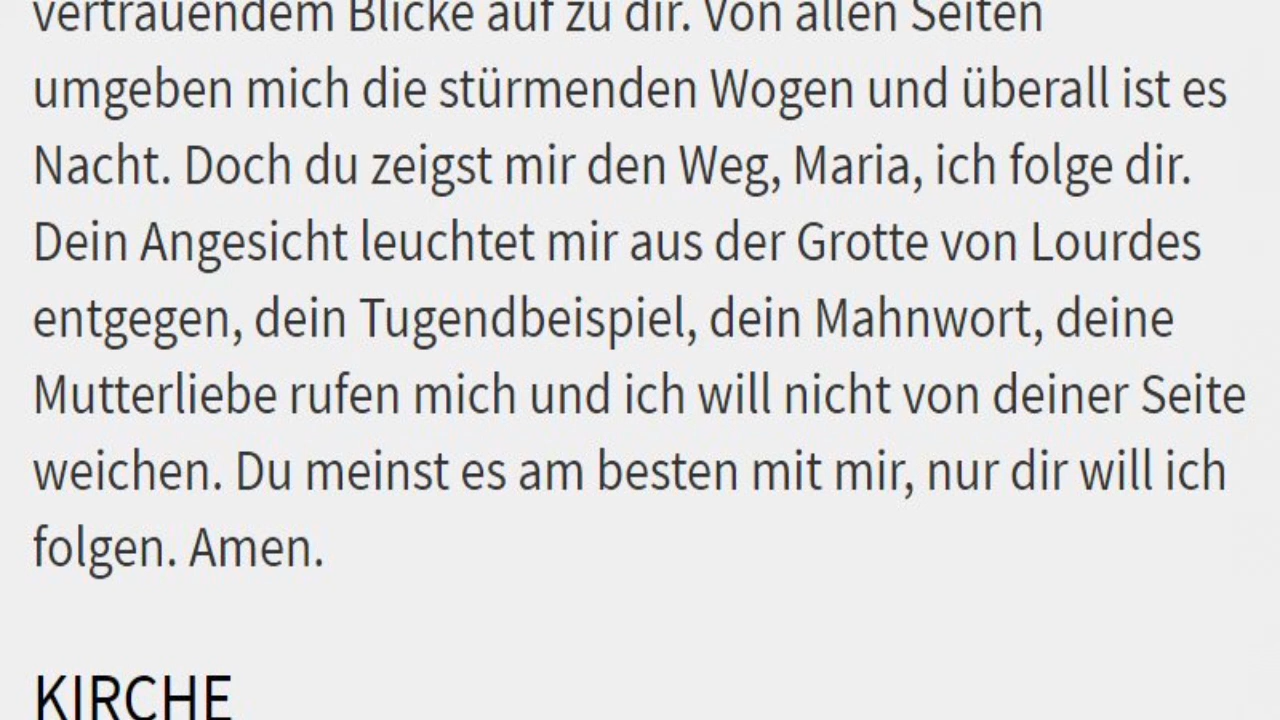 vertrauendem Blicke auf zu dir. Von allen Seiten
umgeben mich die stürmenden Wogen und überall ist es
Nacht. Doch du zeigst mir den Weg, Maria, ich folge dir.
Dein Angesicht leuchtet mir aus der Grotte von Lourdes
entgegen, dein Tugendbeispiel, dein Mahnwort, deine
Mutterliebe rufen mich und ich will nicht von deiner Seite
weichen. Du meinst es am besten mit mir, nur dir will ich
folgen. Amen.
KIRCHE